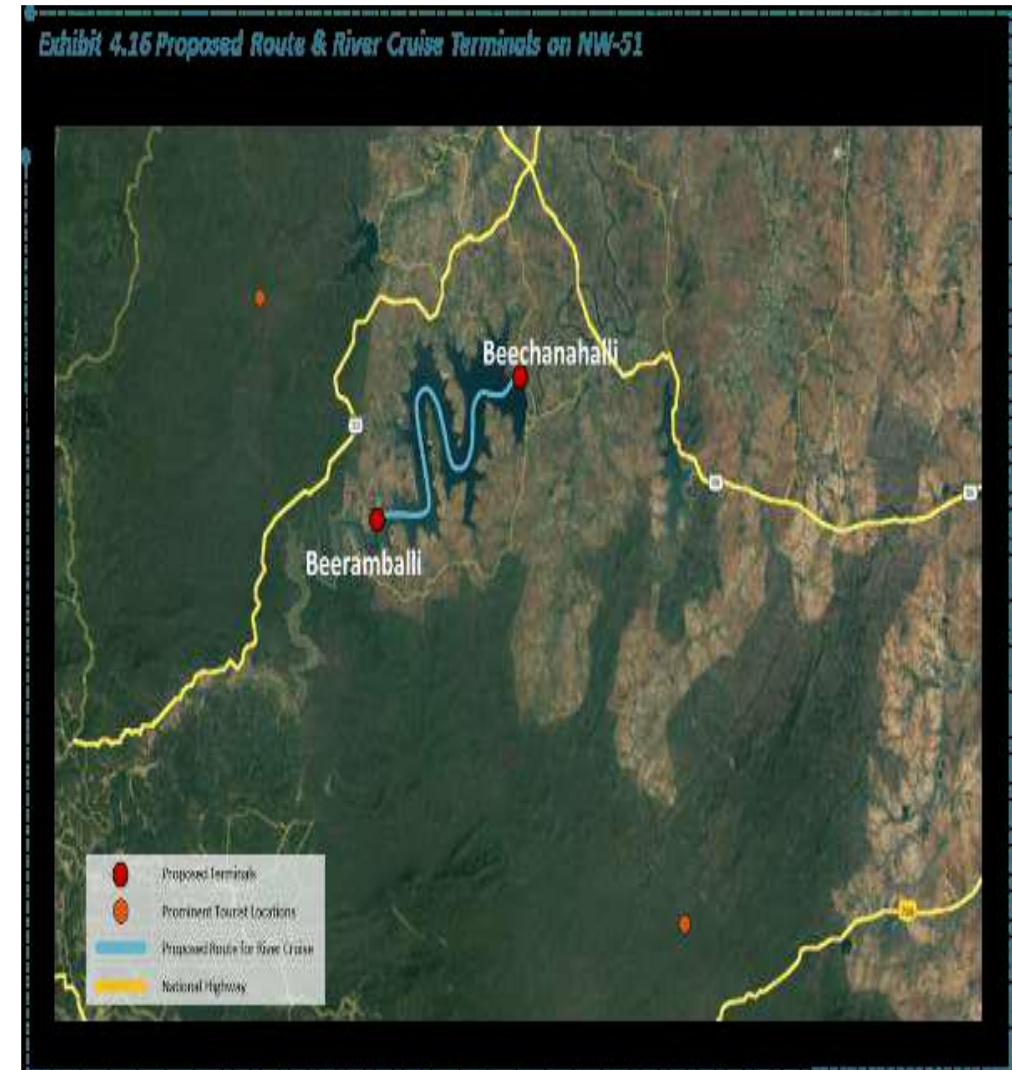 Exhibit 4.16 Proposed Route & River Cruise Terminals on NW-51
Beechanahalli
Beeramballi
Proposed Terminals
Prominent Tourist Locations
Proposed Route for River Cruise
National Highway